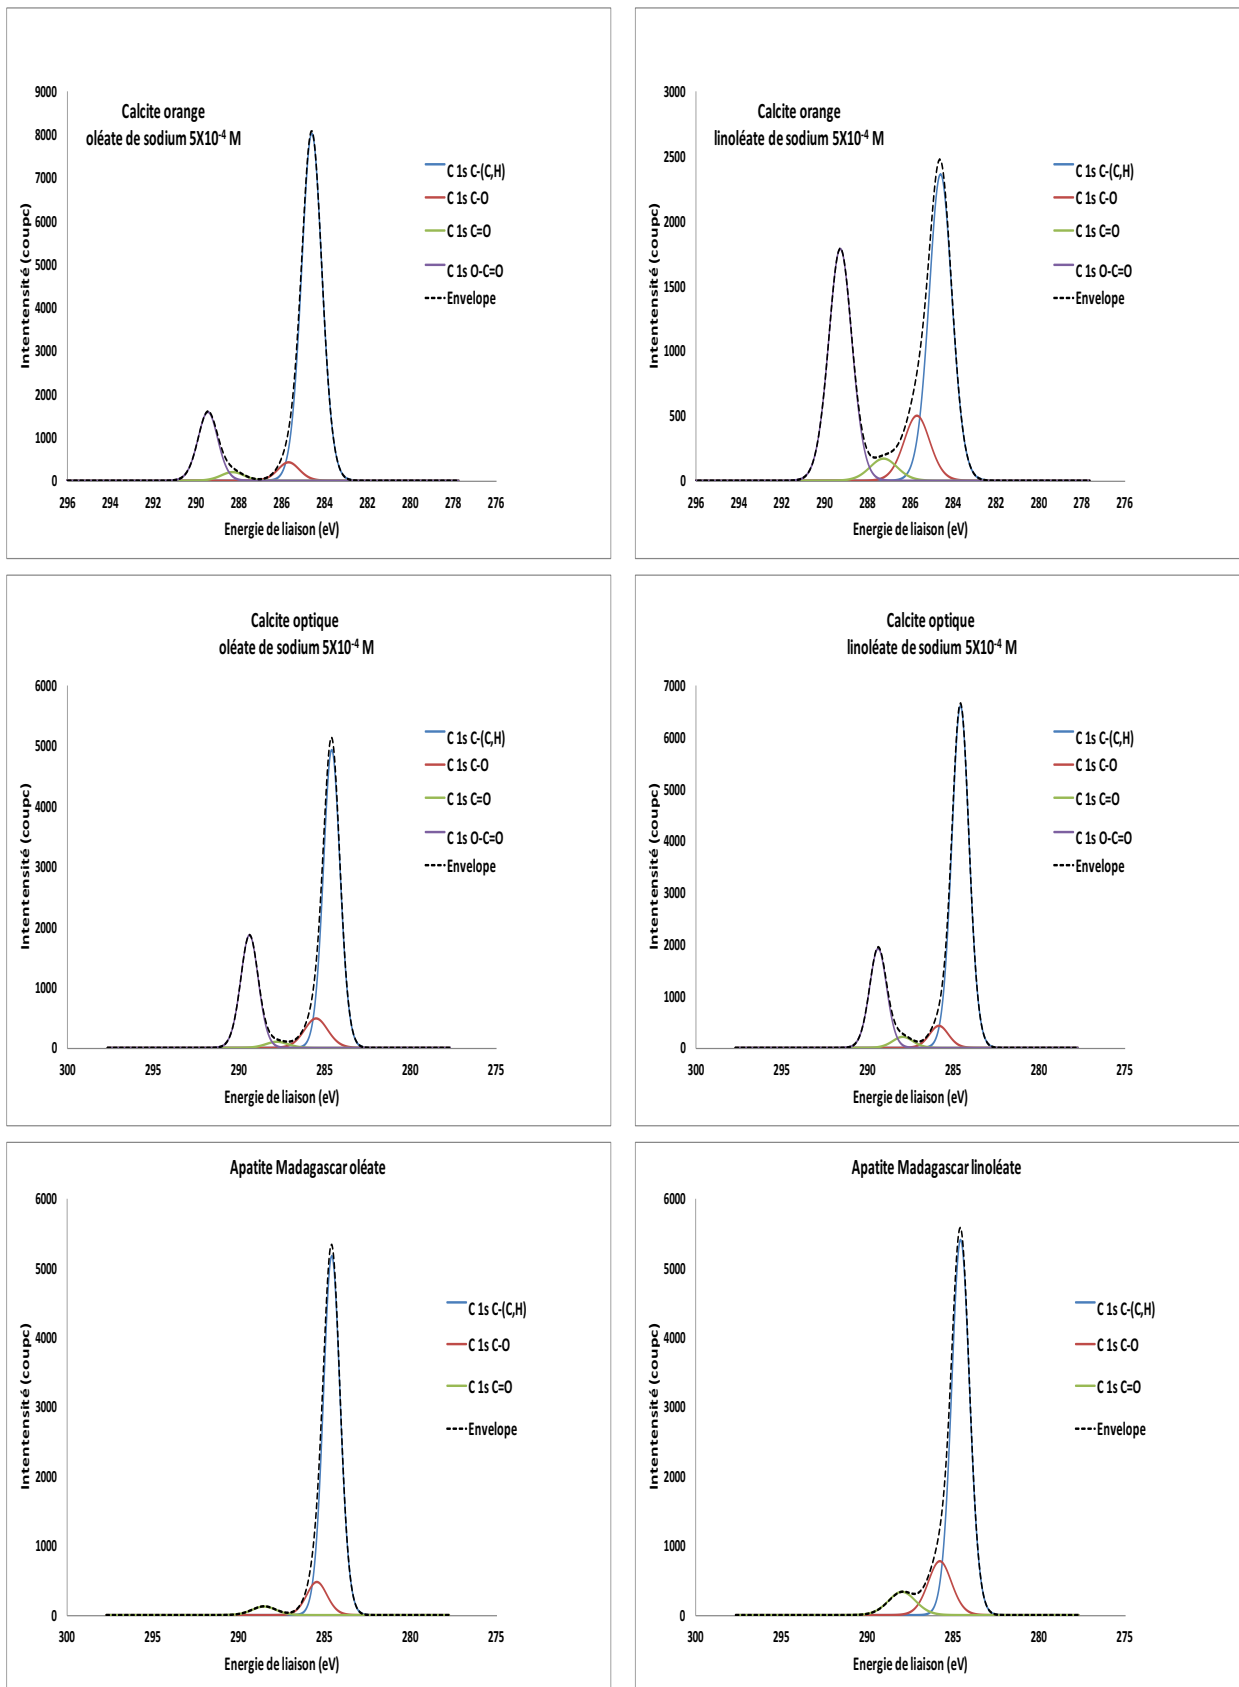 Calcite orange
oléate de sodium 5X10⁻⁴ M
9000
8000
7000
6000
5000
4000
3000
2000
1000
0
Intentensité (coupc)
C 1s C-(C,H)
C 1s C-O
C 1s C=O
C 1s O-C=O
Envelope
296 294 292 290 288 286 284 282 280 278 276
Energie de liaison (eV)
Calcite orange
linoléate de sodium 5X10⁻⁴ M
3000
2500
2000
1500
1000
500
0
Intentensité (coupc)
C 1s C-(C,H)
C 1s C-O
C 1s C=O
C 1s O-C=O
Envelope
296 294 292 290 288 286 284 282 280 278 276
Energie de liaison (eV)
Calcite optique
oléate de sodium 5X10⁻⁴ M
6000
5000
4000
3000
2000
1000
0
Intentensité (coupc)
C 1s C-(C,H)
C 1s C-O
C 1s C=O
C 1s O-C=O
Envelope
300 295 290 285 280 275
Energie de liaison (eV)
Calcite optique
linoléate de sodium 5X10⁻⁴ M
7000
6000
5000
4000
3000
2000
1000
0
Intentensité (coupc)
C 1s C-(C,H)
C 1s C-O
C 1s C=O
C 1s O-C=O
Envelope
300 295 290 285 280 275
Energie de liaison (eV)
Apatite Madagascar oléate
6000
5000
4000
3000
2000
1000
0
Intentensité (coupc)
C 1s C-(C,H)
C 1s C-O
C 1s C=O
Envelope
300 295 290 285 280 275
Energie de liaison (eV)
Apatite Madagascar linoléate
6000
5000
4000
3000
2000
1000
0
Intentensité (coupc)
C 1s C-(C,H)
C 1s C-O
C 1s C=O
Envelope
300 295 290 285 280 275
Energie de liaison (eV)